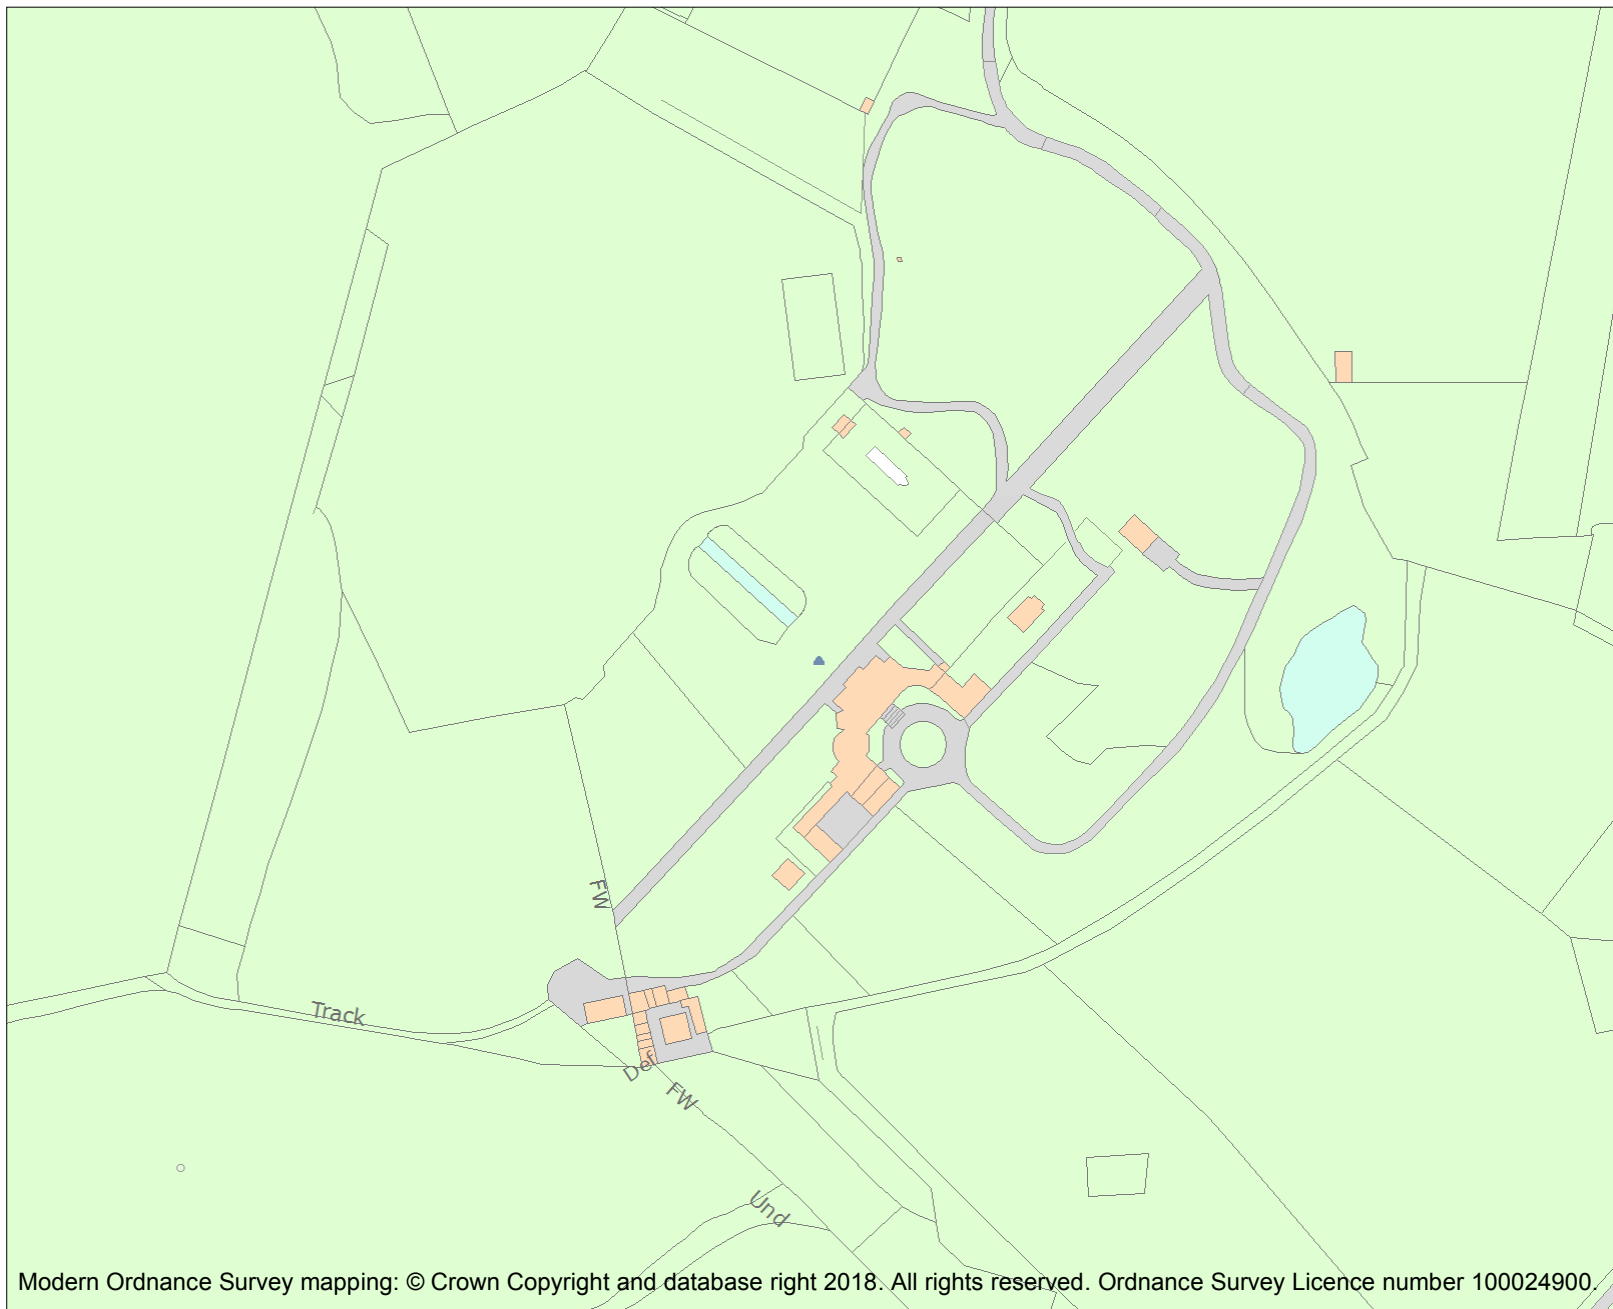 FW
Track
Def
FW
Und
Modern Ordnance Survey mapping: © Crown Copyright and database right 2018. All rights reserved. Ordnance Survey Licence number 100024900.